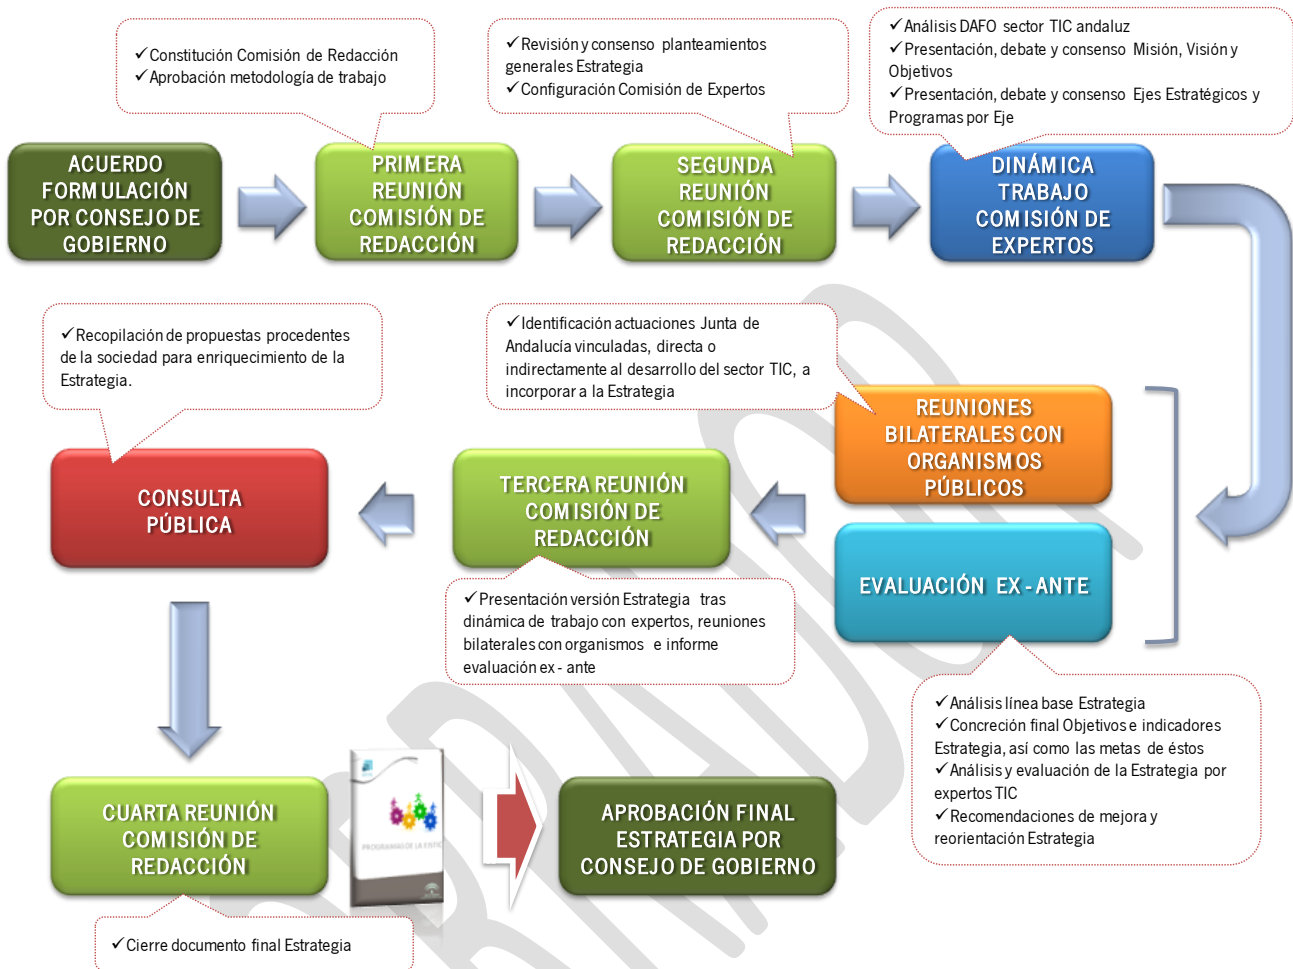 ✓Constitución Comisión de Redacción
✓Aprobación metodología de trabajo
✓Revisión y consenso planteamientos
generales Estrategia
✓Configuración Comisión de Expertos
✓Análisis DAFO sector TIC andaluz
✓Presentación, debate y consenso Misión, Visión y
Objetivos
✓Presentación, debate y consenso Ejes Estratégicos y
Programas por Eje
ACUERDO
FORMULACIÓN
POR CONSEJO DE
GOBIERNO
PRIMERA
REUNIÓN
COMISIÓN DE
REDACCIÓN
SEGUNDA
REUNIÓN
COMISIÓN DE
REDACCIÓN
DINÁMICA
TRABAJO
COMISIÓN DE
EXPERTOS
✓Recopilación de propuestas procedentes
de la sociedad para enriquecimiento de la
Estrategia.
✓Identificación actuaciones Junta de
Andalucía vinculadas, directa o
indirectamente al desarrollo del sector TIC, a
incorporar a la Estrategia
REUNIONES
BILATERALES CON
ORGANISMOS
PÚBLICOS
TERCERA REUNIÓN
COMISIÓN DE
REDACCIÓN
CONSULTA
PÚBLICA
EVALUACIÓN EX - ANTE
✓Presentación versión Estrategia tras
dinámica de trabajo con expertos, reuniones
bilaterales con organismos e informe
evaluación ex - ante
✓Análisis línea base Estrategia
✓Concreción final Objetivos e indicadores
Estrategia, así como las metas de éstos
✓Análisis y evaluación de la Estrategia por
expertos TIC
✓Recomendaciones de mejora y
reorientación Estrategia
CUARTA REUNIÓN
COMISIÓN DE
REDACCIÓN
PROGRAMAS DE LA
APROBACIÓN FINAL
ESTRATEGIA POR
CONSEJO DE GOBIERNO
✓Cierre documento final Estrategia
BORRADOR